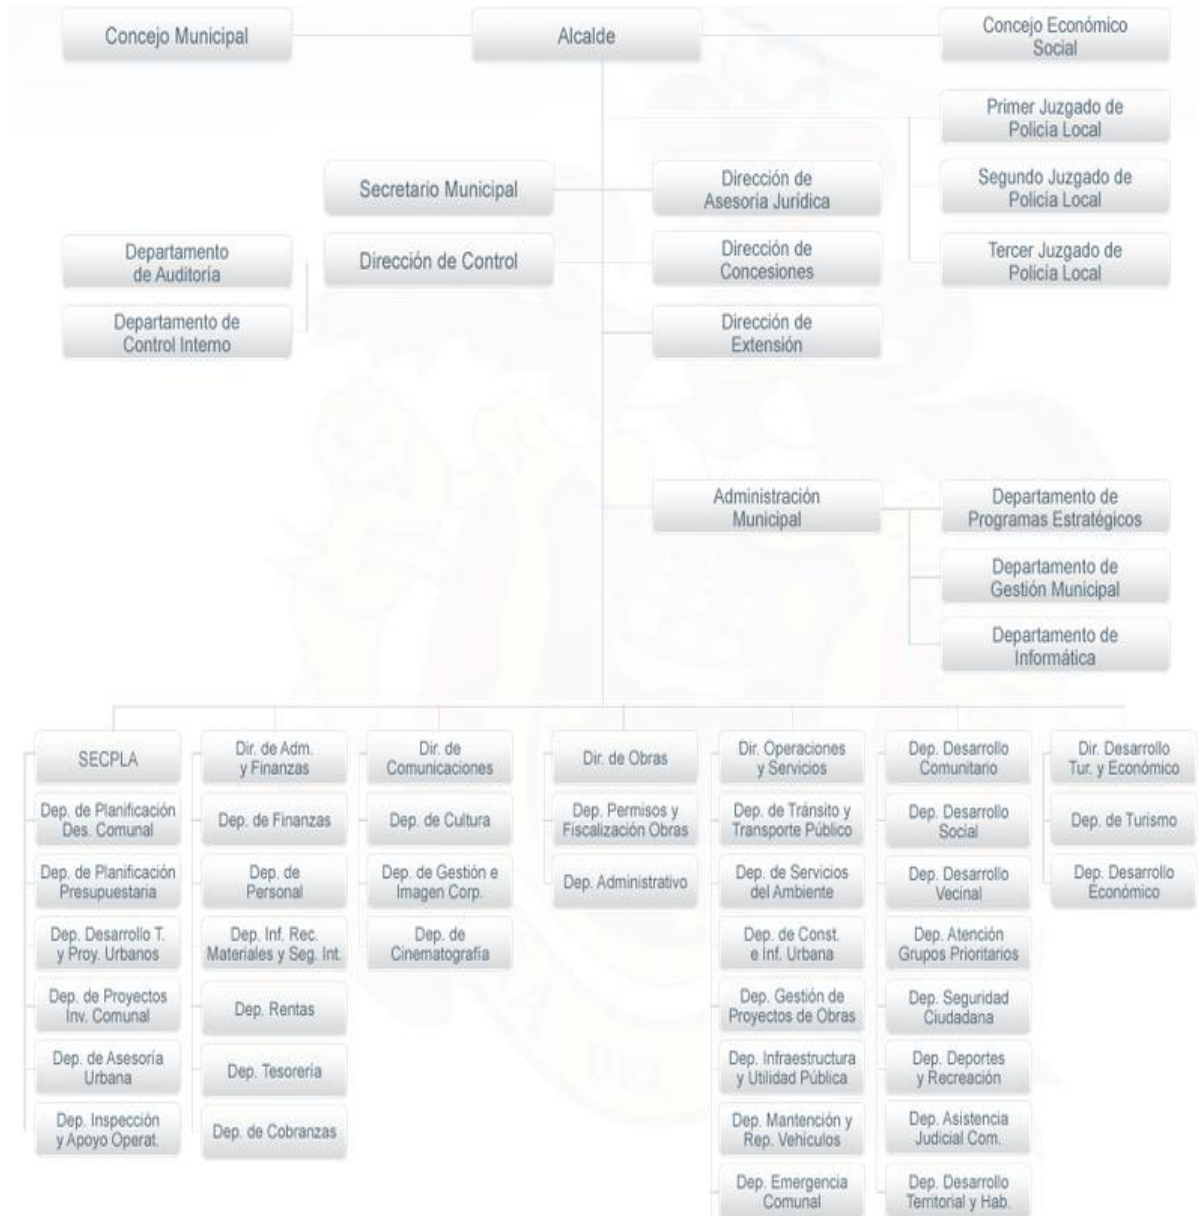 Concejo Municipal
Alcalde
Concejo Económico
Social
Primer Juzgado de
Policia Local
Secretario Municipal
Dirección de
Asesoria Jurídica
Segundo Juzgado de
Policia Local
Departamento
de Auditoría
Dirección de Control
Dirección de
Concesiones
Tercer Juzgado de
Policia Local
Departamento de
Control Interno
Dirección de
Extensión
Administración
Municipal
Departamento de
Programas Estratégicos
Departamento de
Gestión Municipal
Departamento de
Informática
SECPLA
Dep. de Planificación
Des. Comunal
Dep. de Planificación
Presupuestaria
Dep. Desarrollo T.
y Proy. Urbanos
Dep. de Proyectos
Inv. Comunal
Dep. de Asesoría
Urbana
Dep. Inspección
y Apoyo Operat.
Dir. de Adm.
y Finanzas
Dep. de Finanzas
Dep. de
Personal
Dep. Inf. Rec.
Materiales y Seg. Int.
Dep. Rentas
Dep. Tesorería
Dep. de Cobranzas
Dir. de
Comunicaciones
Dep. de Cultura
Dep. de Gestión e
Imagen Corp.
Dep. de
Cinematografía
Dir. de Obras
Dep. Permisos y
Fiscalización Obras
Dep. Administrativo
Dir. Operaciones
y Servicios
Dep. de Tránsito y
Transporte Público
Dep. de Servicios
del Ambiente
Dep. de Const.
e Inf. Urbana
Dep. Gestión de
Proyectos de Obras
Dep. Infraestructura
y Utilidad Pública
Dep. Mantención y
Rep. Vehículos
Dep. Emergencia
Comunal
Dep. Desarrollo
Comunitario
Dep. Desarrollo
Social
Dep. Desarrollo
Vecinal
Dep. Atención
Grupos Prioritarios
Dep. Seguridad
Ciudadana
Dep. Deportes
y Recreación
Dep. Asistencia
Judicial Com.
Dep. Desarrollo
Territorial y Hab.
Dir. Desarrollo
Tur. y Económico
Dep. de Turismo
Dep. Desarrollo
Económico
DEL